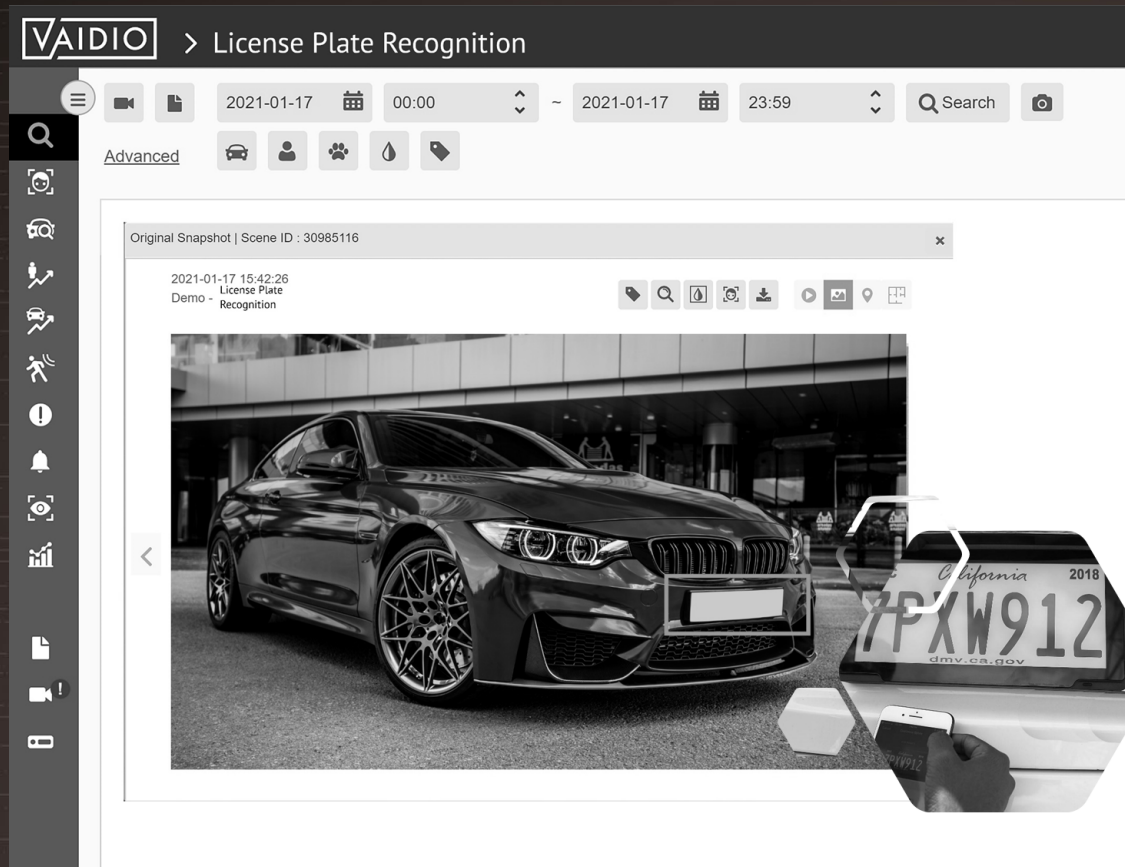 VAIDIO > License Plate Recognition
2021-01-17 00:00 ~ 2021-01-17 23:59 Search
Advanced
Original Snapshot | Scene ID : 30985116
2021-01-17 15:42:26
Demo - License Plate
Recognition
California 2018
7PXW912
dmv.ca.gov